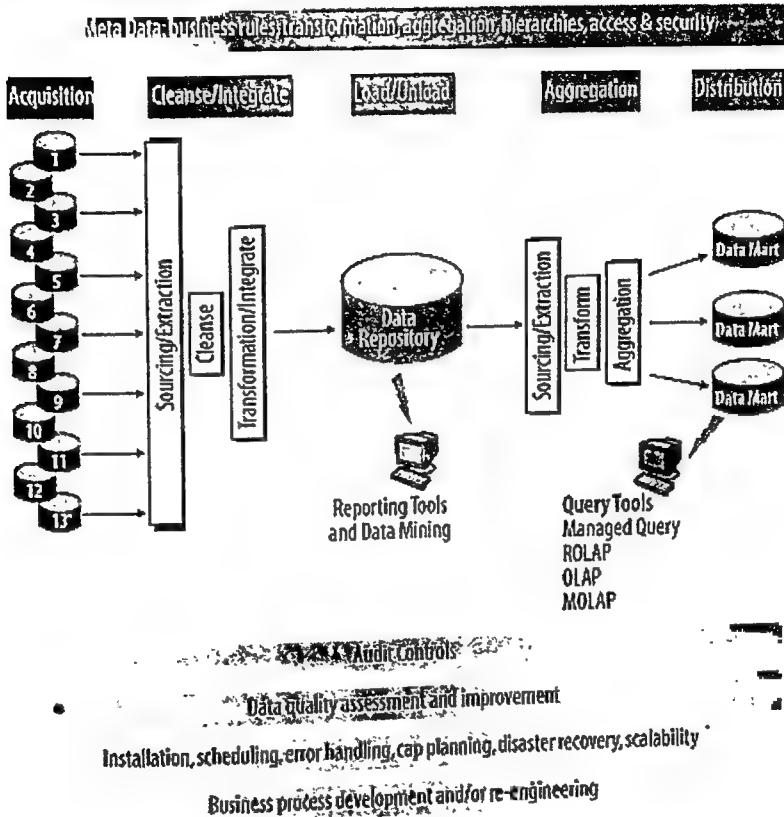 Meta Data: business rules, transformation, aggregation, hierarchies, access & security
Acquisition
Cleanse/Integrate
Load/Unload
Aggregation
Distribution
1
2
3
4
5
6
7
8
9
10
11
12
13
Sourcing/Extraction
Cleanse
Transformation/Integrate
Data
Repository
Reporting Tools
and Data Mining
Sourcing/Extraction
Transform
Aggregation
Data Mart
Data Mart
Data Mart
Query Tools
Managed Query
ROLAP
OLAP
MOLAP
Audit Controls
Data quality assessment and improvement
Installation, scheduling, error handling, cap planning, disaster recovery, scalability
Business process development and/or re-engineering